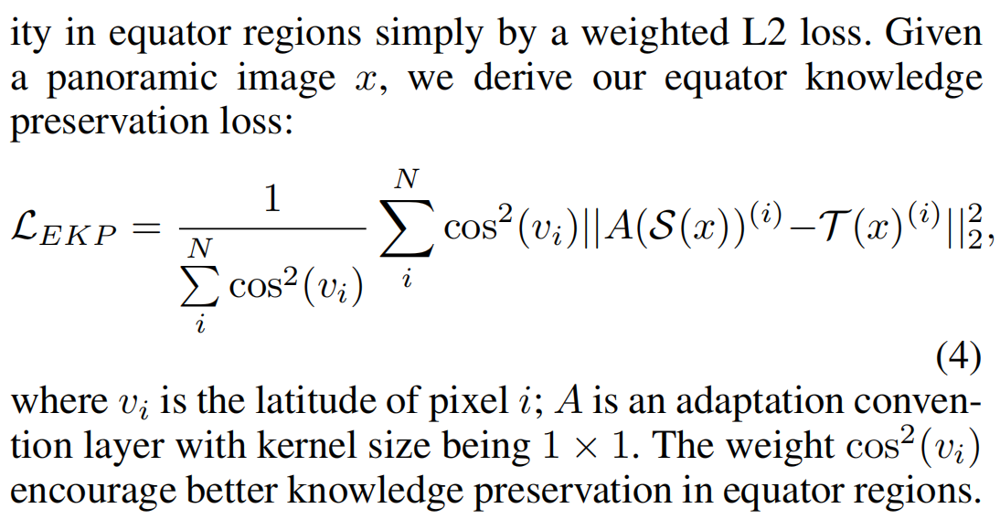 ity in equator regions simply by a weighted L2 loss. Given
a panoramic image x, we derive our equator knowledge
preservation loss:
$\mathcal{L}_{EKP} = \frac{1}{\sum_{i}^{N} \cos^2(v_i)} \sum_{i}^{N} \cos^2(v_i) ||A(\mathcal{S}(x))^{(i)} - \mathcal{T}(x)^{(i)}||_2^2,$
(4)
where $v_i$ is the latitude of pixel $i$; $A$ is an adaptation conven-
tion layer with kernel size being $1 \times 1$. The weight $\cos^2(v_i)$
encourage better knowledge preservation in equator regions.